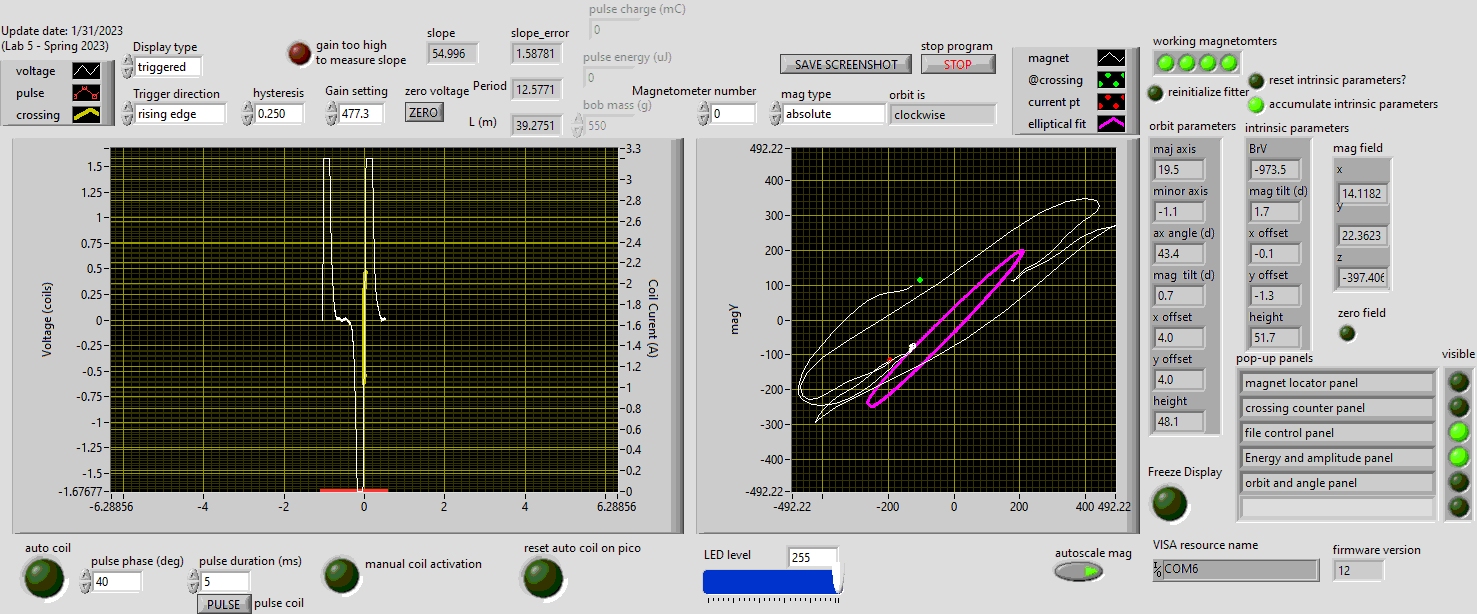 Update date: 1/31/2023
(Lab 5 - Spring 2023)
voltage
pulse
crossing
Display type
triggered
Trigger direction
rising edge
gain too high
to measure slope
hysteresis
0.250
Gain setting
477.3
slope
54.996
zero voltage
ZERO
slope_error
1.58781
Period
12.5771
L (m)
39.2751
pulse charge (mC)
0
pulse energy (uJ)
0
bob mass (g)
550
Magnetometer number
0
SAVE SCREENSHOT
stop program
STOP
mag type
absolute
orbit is
clockwise
magnet
@crossing
current pt
elliptical fit
working magnetomters
reinitialize fitter
reset intrinsic parameters?
accumulate intrinsic parameters
Voltage (coils)
1.5
1.25
1
0.75
0.5
0.25
0
-0.25
-0.5
-0.75
-1
-1.25
-1.5
-1.67677
-6.28856
-4
-2
0
2
4
6.28856
3.3
3
2.8
2.6
2.4
2.2
2
1.8
1.6
1.4
1.2
1
0.8
0.6
0.4
0.2
0
Coil Curent (A)
magy
492.22
400
300
200
100
0
-100
-200
-300
-400
-492.22
-492.22
-200
0
200
400
492.22
orbit parameters
maj axis
19.5
minor axis
-1.1
ax angle (d)
43.4
mag tilt (d)
0.7
x offset
4.0
y offset
4.0
height
48.1
intrinsic parameters
BrV
-973.5
mag tilt (d)
1.7
x offset
-0.1
y offset
-1.3
height
51.7
mag field
x
14.1182
y
22.3623
z
-397.406
zero field
pop-up panels
visible
magnet locator panel
crossing counter panel
file control panel
Energy and amplitude panel
orbit and angle panel
Freeze Display
auto coil
pulse phase (deg)
40
pulse duration (ms)
5
PULSE
pulse coil
manual coil activation
reset auto coil on pico
LED level
255
autoscale mag
VISA resource name
I/0
COM6
firmware version
12